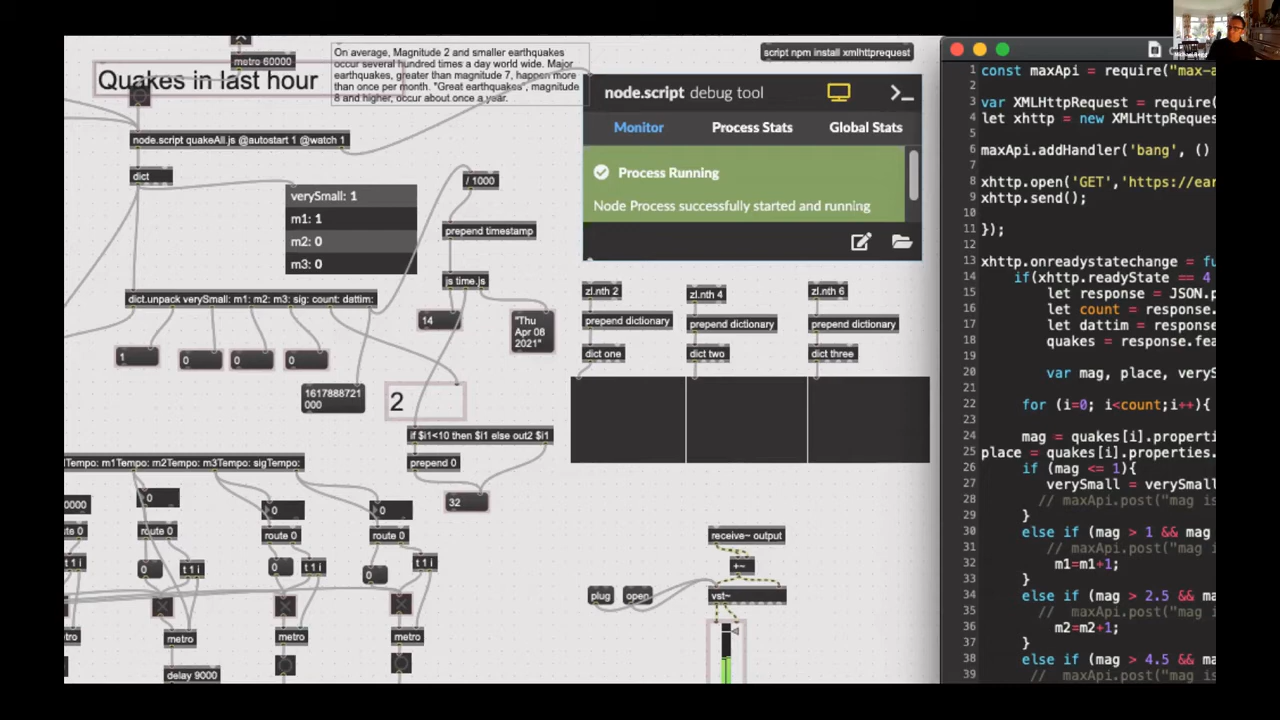 metro 60000
Quakes in last hour
On average, Magnitude 2 and smaller earthquakes
occur several hundred times a day world wide. Major
earthquakes, greater than magnitude 7, happen more
than once per month. "Great earthquakes", magnitude
8 and higher, occur about once a year.
script npm install xmlhttprequest
node.script quakeAll.js @autostart 1 @watch 1
dict
verySmall: 1
m1: 1
m2: 0
m3: 0
/ 1000
prepend timestamp
js time.js
14
"Thu
Apr 08
2021"
dict.unpack verySmall: m1: m2: m3: sig: count: dattim:
1
0
0
0
1617888721
000
2
if $i1<10 then $i1 else out2 $i1
prepend 0
32
node.script debug tool
Monitor
Process Stats
Global Stats
Process Running
Node Process successfully started and running
zl.nth 2
zl.nth 4
zl.nth 6
prepend dictionary
prepend dictionary
prepend dictionary
dict one
dict two
dict three
Tempo: m1Tempo: m2Tempo: m3Tempo: sigTempo:
0000
0
0
0
te 0
route 0
route 0
route 0
t 1 i
0
t 1 i
0
t 1 i
0
t 1 i
tro
metro
metro
metro
delay 9000
receive~ output
+~
plug
open
vst~
1 const maxApi = require("max-a
2
3 var XMLHttpRequest = require(
4 let xhttp = new XMLHttpReques
5
6 maxApi.addHandler('bang', ()
7
8 xhttp.open('GET','https://ear
9 xhttp.send();
10
11 });
12
13 xhttp.onreadystatechange = fu
14 if(xhttp.readyState == 4
15 let response = JSON.p
16 let count = response.
17 let dattim = response
18 quakes = response.fea
19
20 var mag, place, veryS
21
22 for (i=0; i<count;i++){
23
24 mag = quakes[i].properti
25 place = quakes[i].properties.
26 if (mag <= 1){
27 verySmall = verySmall
28 // maxApi.post("mag is
29 }
30 else if (mag > 1 && mag
31 // maxApi.post("mag i
32 m1=m1+1;
33 }
34 else if (mag > 2.5 && ma
35 // maxApi.post("mag i
36 m2=m2+1;
37 }
38 else if (mag > 4.5 && ma
39 // maxApi.post("mag is